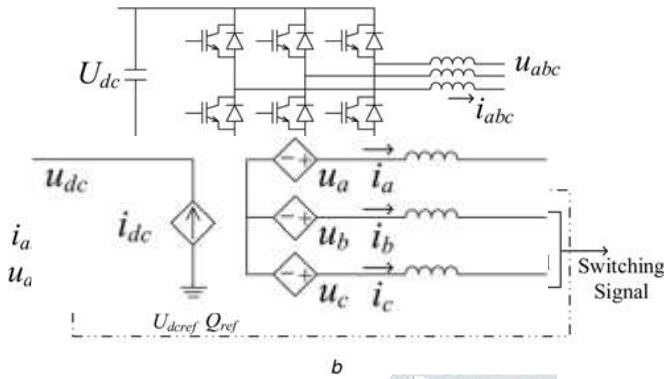 U_dc
u_abc
i_abc
u_dc
i_dc
u_a i_a
u_b i_b
u_c i_c
i_a
u_a
Switching
Signal
U_dcref Q_ref
b